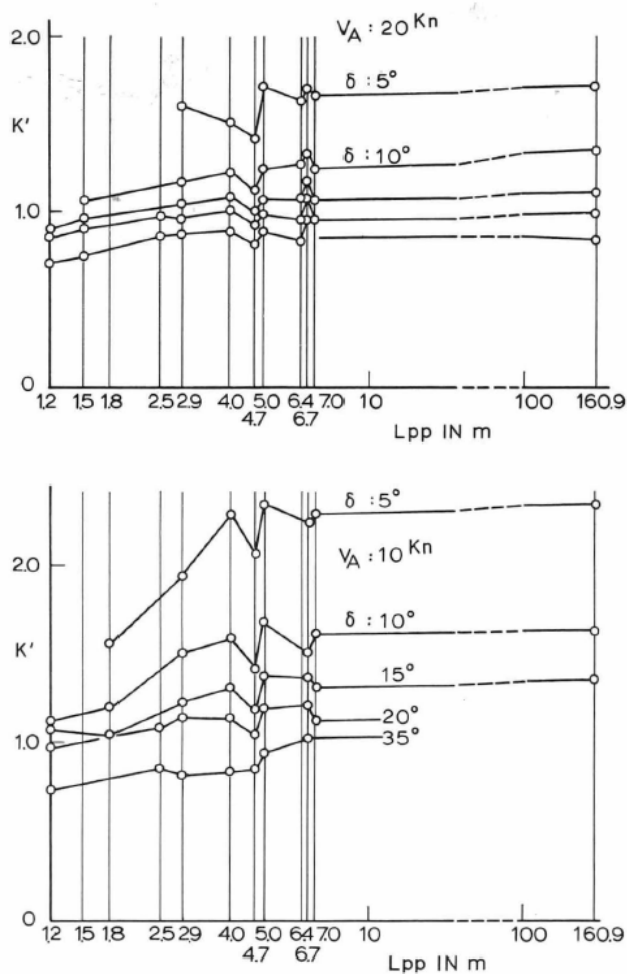 2.0
V_A : 20 Kn
δ : 5°
K'
δ : 10°
1.0
0
1.2 1.5 1.8 2.5 2.9 4.0 4.7 5.0 6.4 6.7 7.0 10 100 160.9
Lpp IN m
δ : 5°
2.0
V_A : 10 Kn
δ : 10°
K'
15°
20°
1.0
35°
0
1.2 1.5 1.8 2.5 2.9 4.0 4.7 5.0 6.4 6.7 7.0 10 100 160.9
Lpp IN m